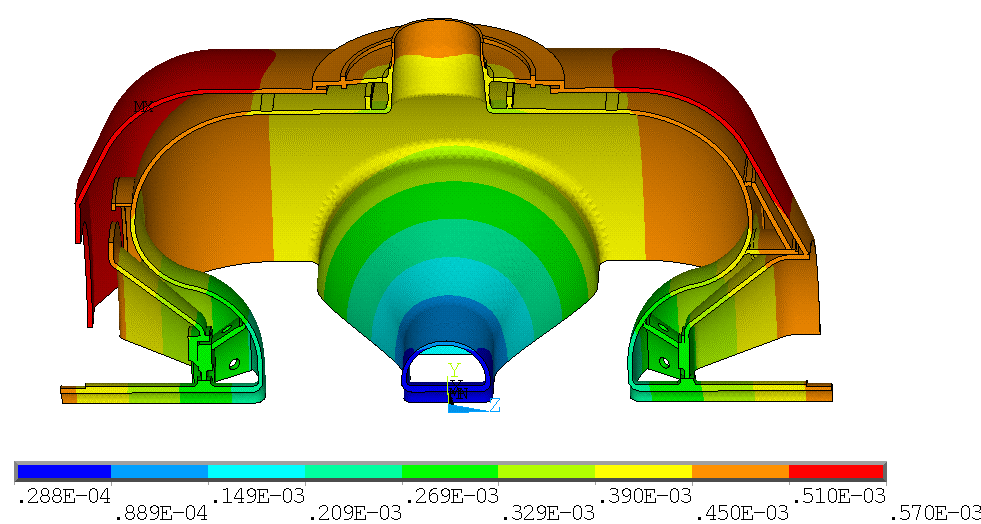 MX
Y
MN
Z
.288E-04
.149E-03
.269E-03
.390E-03
.510E-03
.889E-04
.209E-03
.329E-03
.450E-03
.570E-03